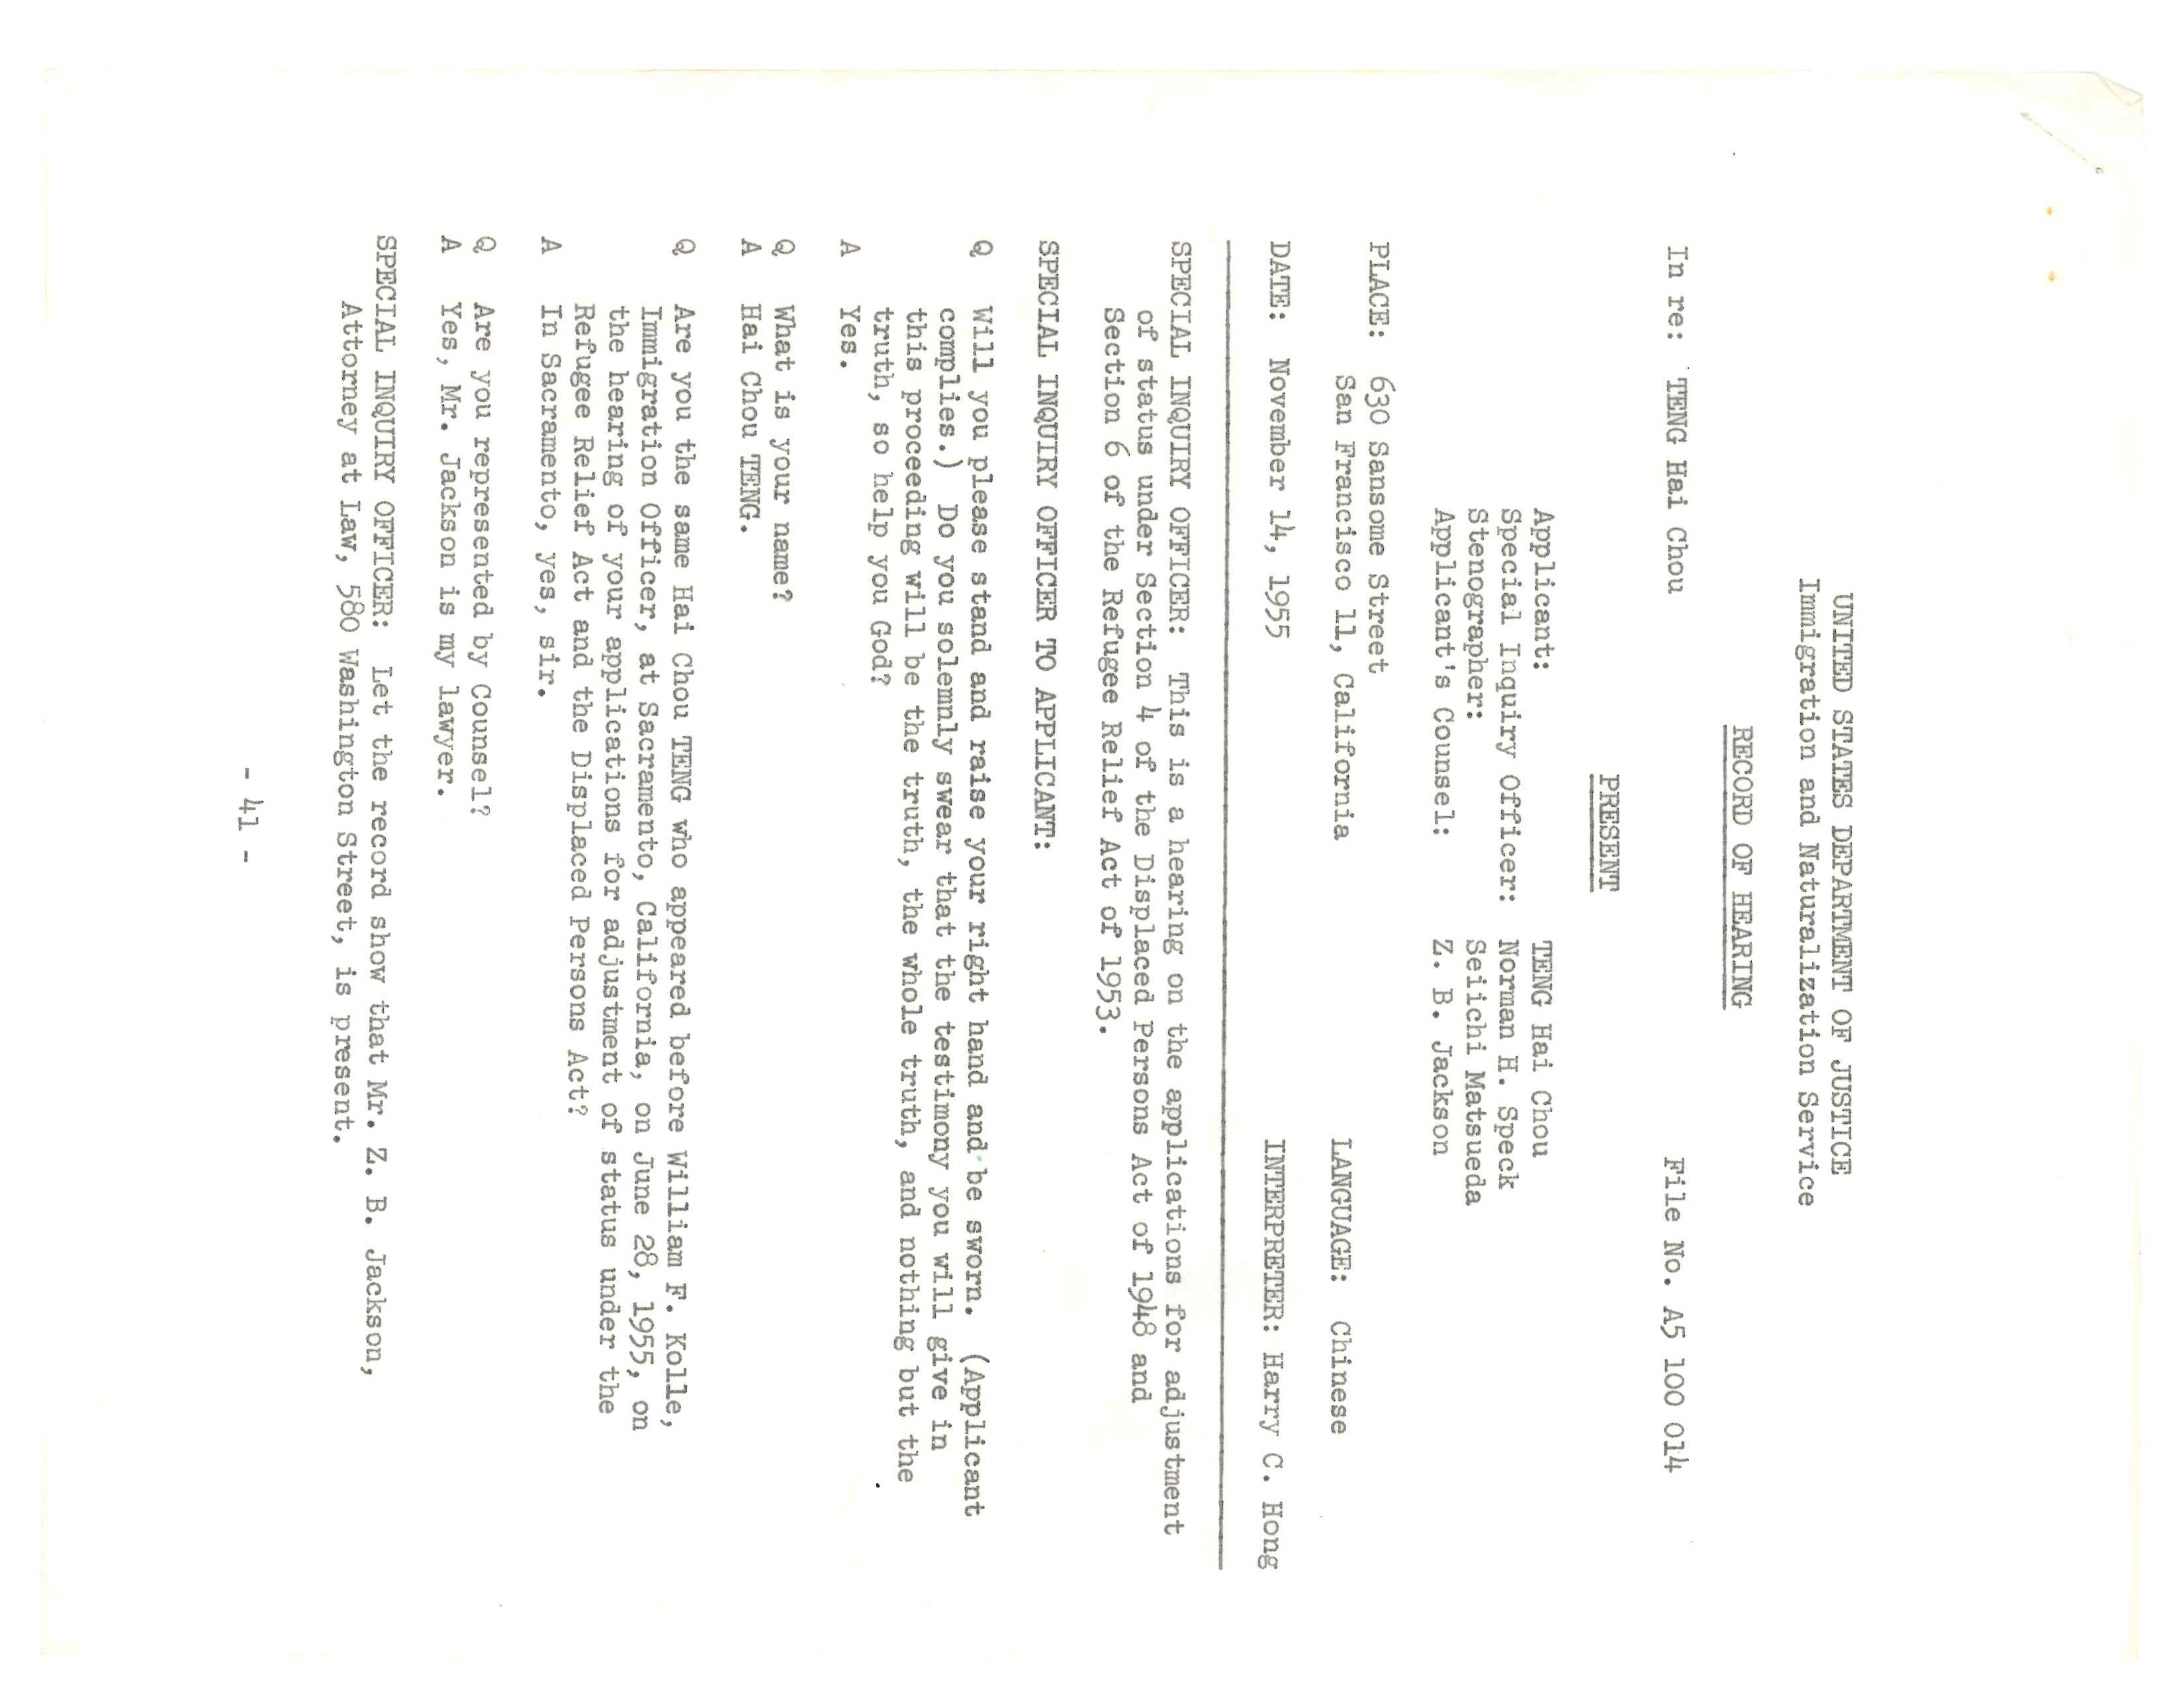 UNITED STATES DEPARTMENT OF JUSTICE
Immigration and Naturalization Service
RECORD OF HEARING
In re: TENG Hai Chou File No. A5 100 014
PRESENT
Applicant: TENG Hai Chou
Special Inquiry Officer: Norman H. Speck
Stenographer: Seiichi Matsueda
Applicant's Counsel: Z. B. Jackson
PLACE: 630 Sansome Street
San Francisco 11, California LANGUAGE: Chinese
DATE: November 14, 1955 INTERPRETER: Harry C. Hong
SPECIAL INQUIRY OFFICER: This is a hearing on the applications for adjustment
of status under Section 4 of the Displaced Persons Act of 1948 and
Section 6 of the Refugee Relief Act of 1953.
SPECIAL INQUIRY OFFICER TO APPLICANT:
Q Will you please stand and raise your right hand and be sworn. (Applicant
complies.) Do you solemnly swear that the testimony you will give in
this proceeding will be the truth, the whole truth, and nothing but the
truth, so help you God?
A Yes.
Q What is your name?
A Hai Chou TENG.
Q Are you the same Hai Chou TENG who appeared before William F. Kolle,
Immigration Officer, at Sacramento, California, on June 28, 1955, on
the hearing of your applications for adjustment of status under the
Refugee Relief Act and the Displaced Persons Act?
A In Sacramento, yes, sir.
Q Are you represented by Counsel?
A Yes, Mr. Jackson is my lawyer.
SPECIAL INQUIRY OFFICER: Let the record show that Mr. Z. B. Jackson,
Attorney at Law, 580 Washington Street, is present.
- 41 -